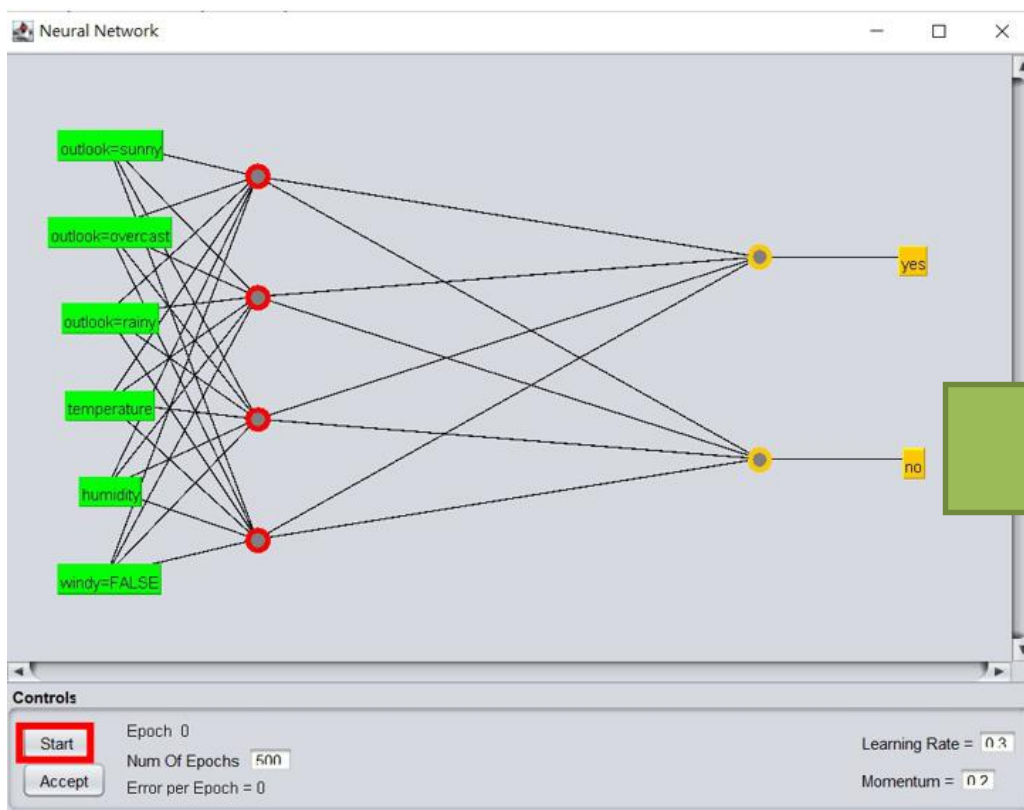 Neural Network
outlook=sunny
outlook=overcast
outlook=rainy
temperature
humidity
windy=FALSE
yes
no
Controls
Start
Accept
Epoch 0
Num Of Epochs 500
Error per Epoch = 0
Learning Rate = 0.3
Momentum = 0.2